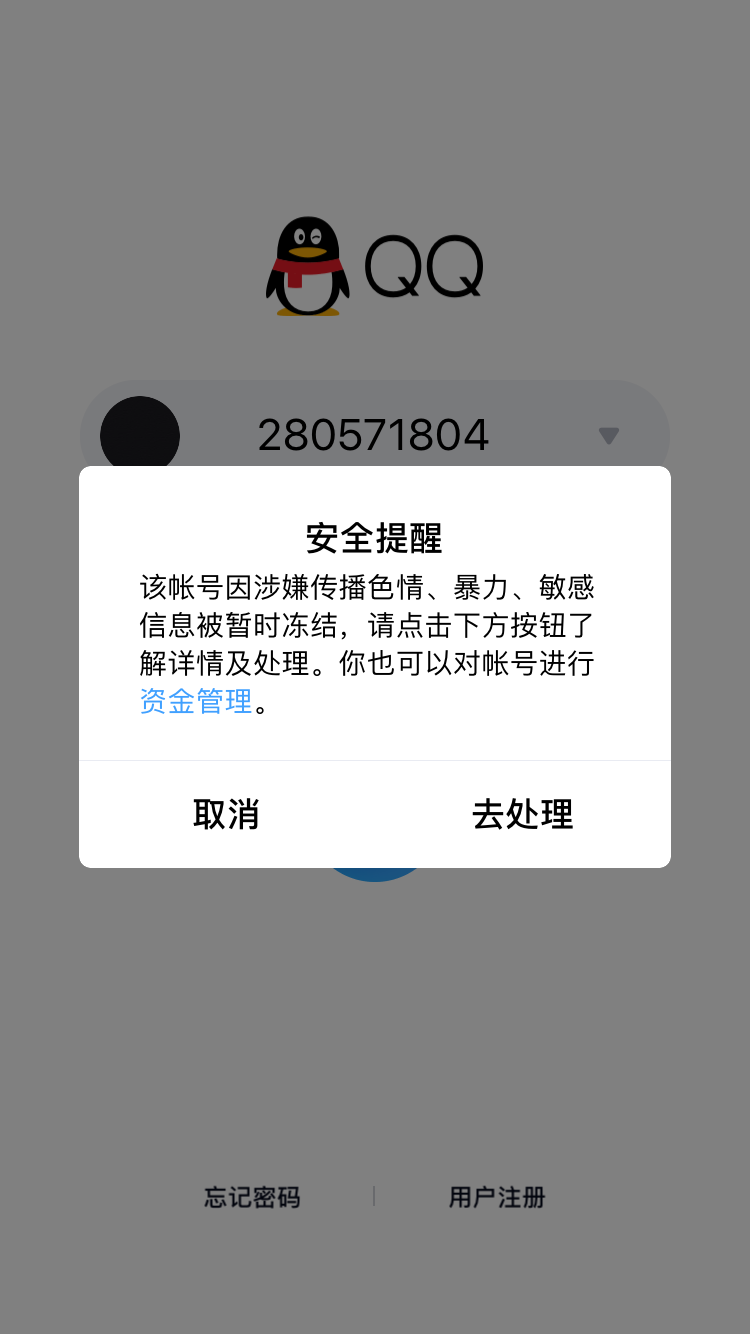 QQ
280571804
安全提醒
该帐号因涉嫌传播色情、暴力、敏感
信息被暂时冻结，请点击下方按钮了
解详情及处理。你也可以对帐号进行
资金管理。
取消
去处理
忘记密码
用户注册